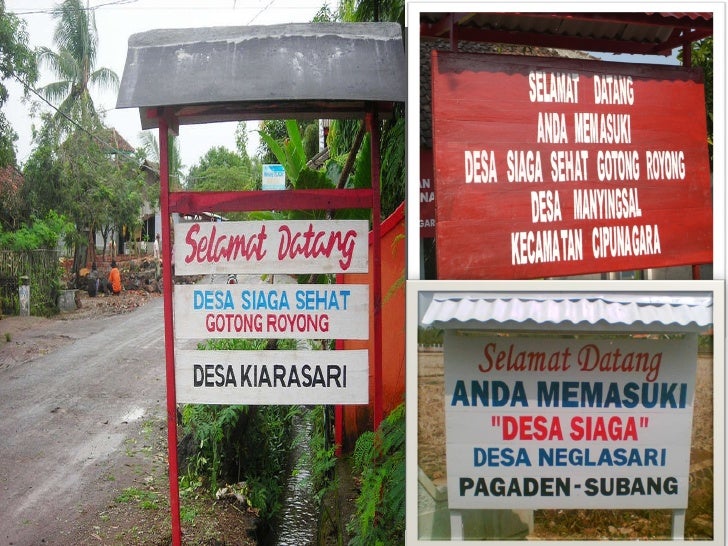 Selamat Datang
DESA SIAGA SEHAT
GOTONG ROYONG
DESA KIARASARI
SELAMAT DATANG
ANDA MEMASUKI
DESA SIAGA SEHAT GOTONG ROYONG
DESA MANYINGSAL
KECAMATAN CIPUNAGARA
Selamat Datang
ANDA MEMASUKI
"DESA SIAGA"
DESA NEGLASARI
PAGADEN-SUBANG